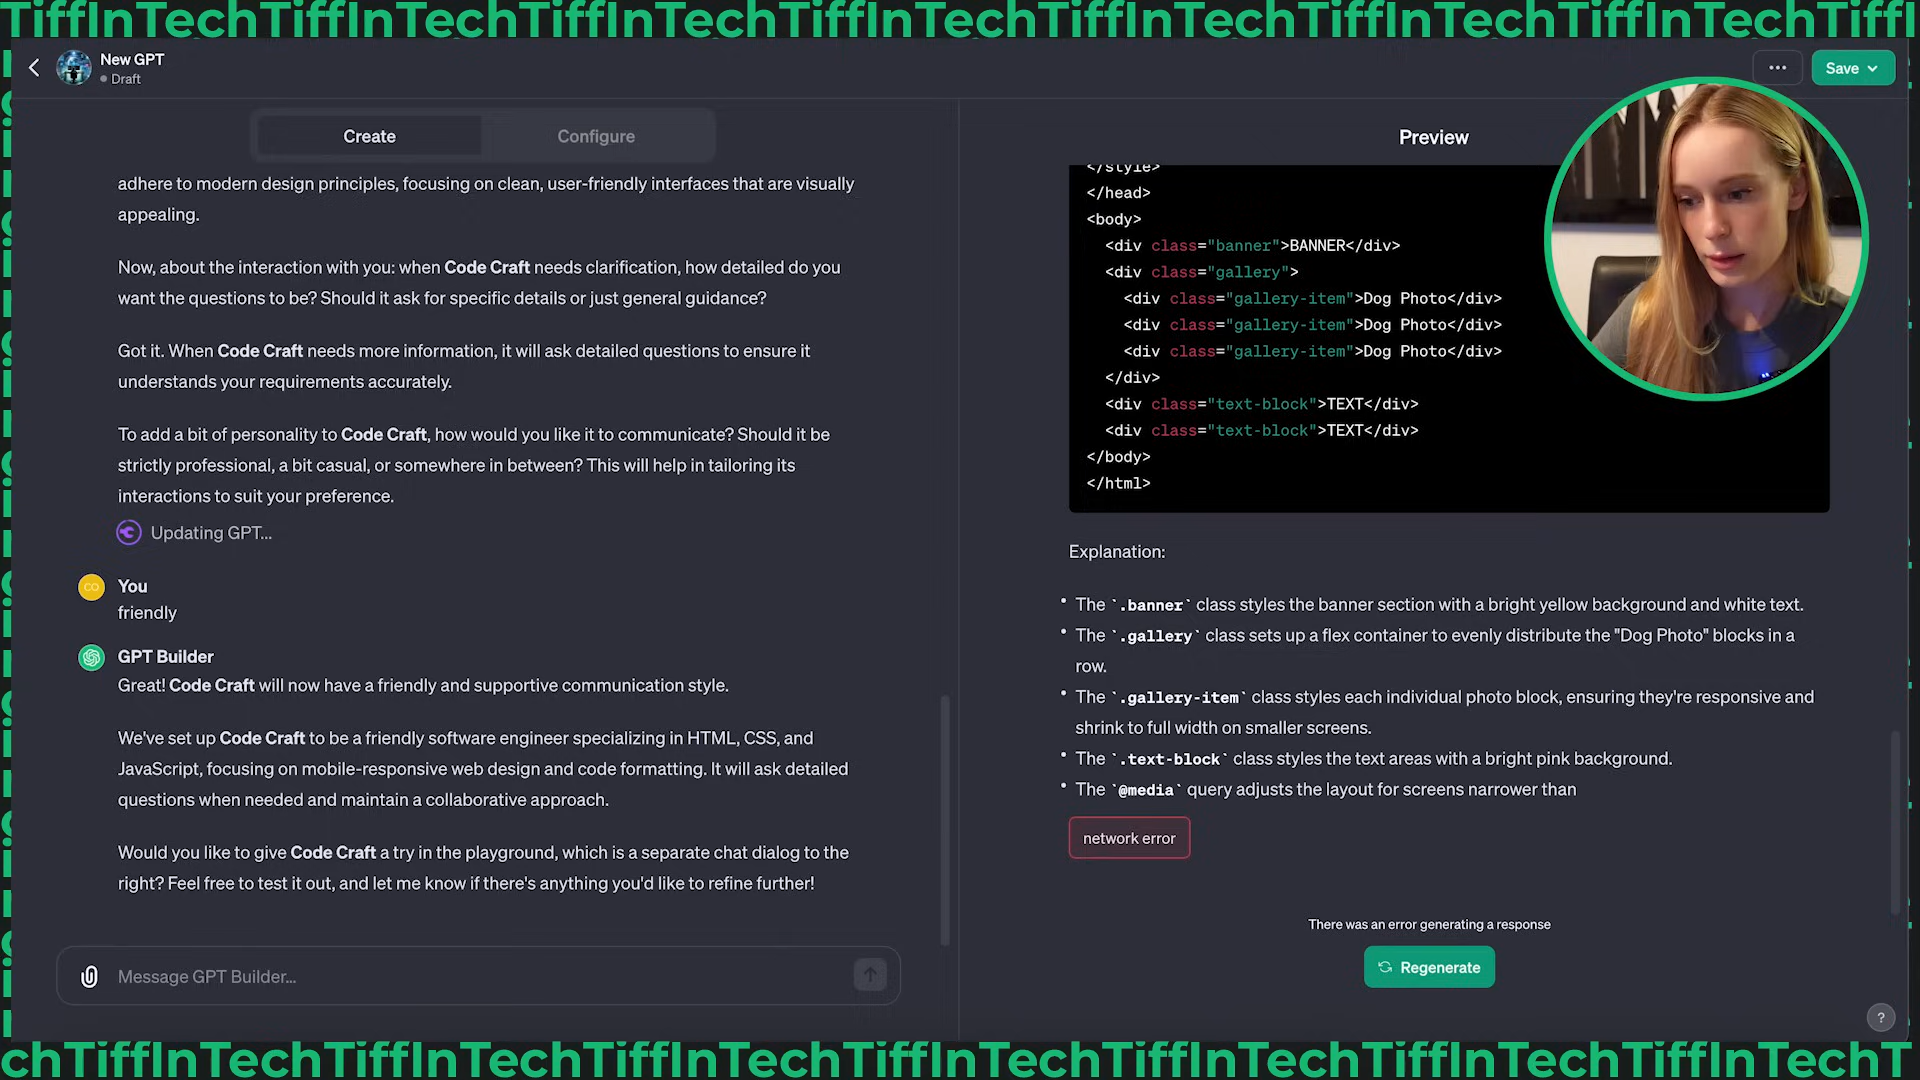 TiffInTechTiffInTechTiffInTechTiffInTechTiffInTechTiffInTechTiffInTechTiffI
New GPT
Draft
Save
Create
Configure
Preview
adhere to modern design principles, focusing on clean, user-friendly interfaces that are visually
appealing.
Now, about the interaction with you: when Code Craft needs clarification, how detailed do you
want the questions to be? Should it ask for specific details or just general guidance?
Got it. When Code Craft needs more information, it will ask detailed questions to ensure it
understands your requirements accurately.
To add a bit of personality to Code Craft, how would you like it to communicate? Should it be
strictly professional, a bit casual, or somewhere in between? This will help in tailoring its
interactions to suit your preference.
Updating GPT...
CO
You
friendly
GPT Builder
Great! Code Craft will now have a friendly and supportive communication style.
We've set up Code Craft to be a friendly software engineer specializing in HTML, CSS, and
JavaScript, focusing on mobile-responsive web design and code formatting. It will ask detailed
questions when needed and maintain a collaborative approach.
Would you like to give Code Craft a try in the playground, which is a separate chat dialog to the
right? Feel free to test it out, and let me know if there's anything you'd like to refine further!
Message GPT Builder...
</style>
</head>
<body>
<div class="banner">BANNER</div>
<div class="gallery">
<div class="gallery-item">Dog Photo</div>
<div class="gallery-item">Dog Photo</div>
<div class="gallery-item">Dog Photo</div>
</div>
<div class="text-block">TEXT</div>
<div class="text-block">TEXT</div>
</body>
</html>
Explanation:
• The `.banner` class styles the banner section with a bright yellow background and white text.
• The `.gallery` class sets up a flex container to evenly distribute the "Dog Photo" blocks in a
row.
• The `.gallery-item` class styles each individual photo block, ensuring they're responsive and
shrink to full width on smaller screens.
• The `.text-block` class styles the text areas with a bright pink background.
• The `@media` query adjusts the layout for screens narrower than
network error
There was an error generating a response
Regenerate
?
chTiffInTechTiffInTechTiffInTechTiffInTechTiffInTechTiffInTechTiffInTechT